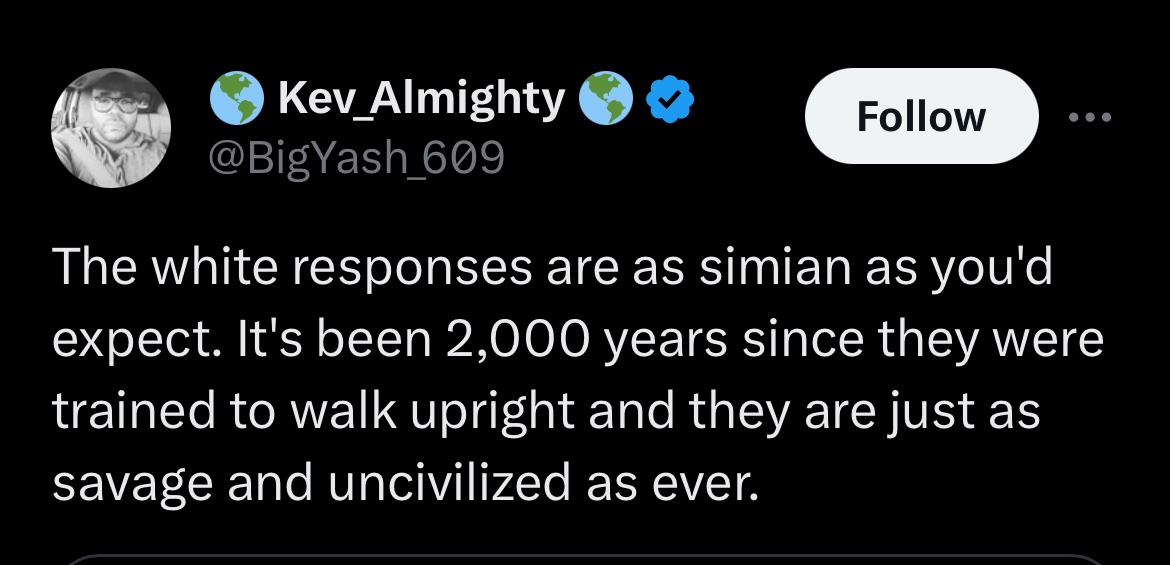 🌎 Kev_Almighty 🌎
Follow
@BigYash_609
The white responses are as simian as you'd
expect. It's been 2,000 years since they were
trained to walk upright and they are just as
savage and uncivilized as ever.